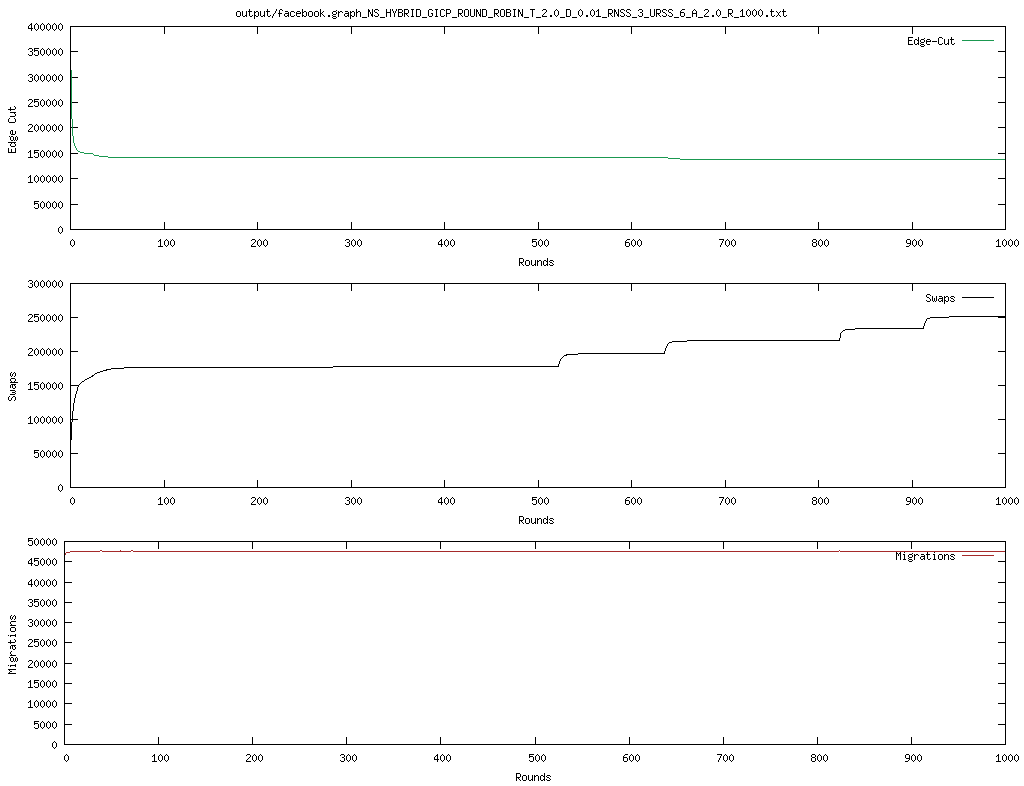 output/facebook.graph_NS_HYBRID_GICP_ROUND_ROBIN_T_2.0_D_0.01_RNSS_3_URSS_6_A_2.0_R_1000.txt
400000
350000
300000
250000
200000
150000
100000
50000
0
Edge Cut
Edge-Cut
0 100 200 300 400 500 600 700 800 900 1000
Rounds
300000
250000
200000
150000
100000
50000
0
Swaps
Swaps
0 100 200 300 400 500 600 700 800 900 1000
Rounds
50000
45000
40000
35000
30000
25000
20000
15000
10000
5000
0
Migrations
Migrations
0 100 200 300 400 500 600 700 800 900 1000
Rounds